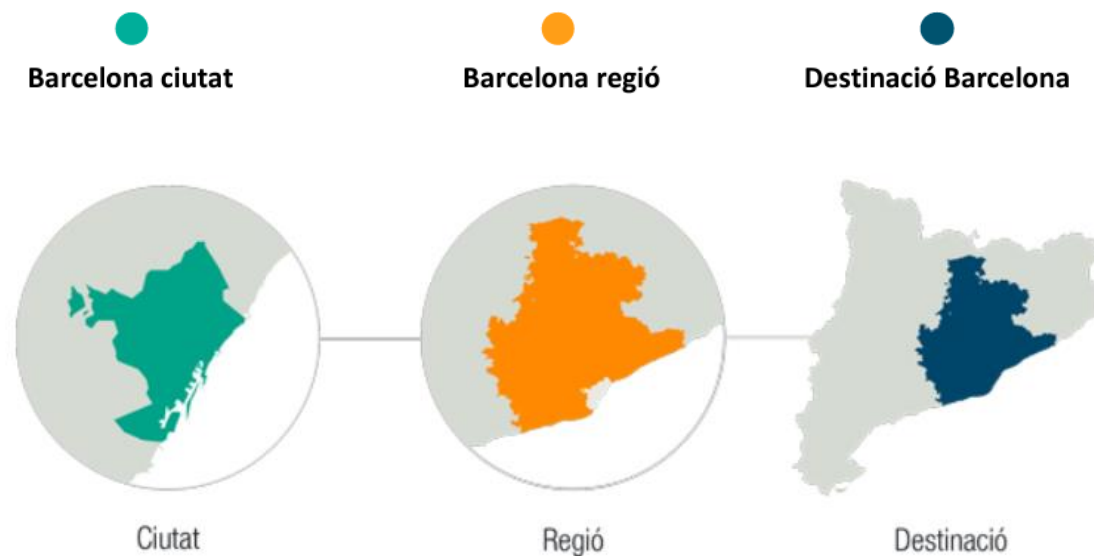 Barcelona ciutat
Barcelona regió
Destinació Barcelona
Ciutat
Regió
Destinació